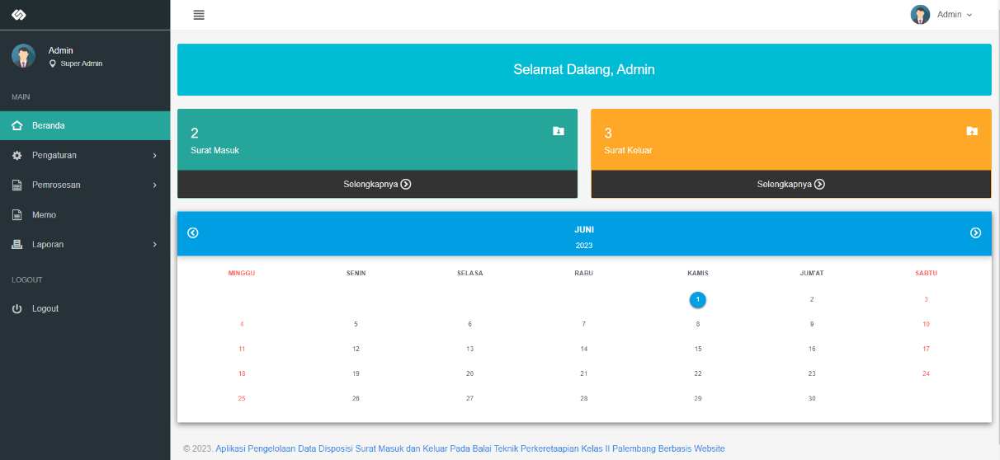 Admin
Admin
Super Admin
MAIN
Beranda
Pengaturan
Pemrosesan
Memo
Laporan
LOGOUT
Logout
Selamat Datang, Admin
2
Surat Masuk
Selengkapnya
3
Surat Keluar
Selengkapnya
JUNI
2023
MINGGU SENIN SELASA RABU KAMIS JUM'AT SABTU
1 2 3
4 5 6 7 8 9 10
11 12 13 14 15 16 17
18 19 20 21 22 23 24
25 26 27 28 29 30
© 2023. Aplikasi Pengelolaan Data Disposisi Surat Masuk dan Keluar Pada Balai Teknik Perkeretaapian Kelas II Palembang Berbasis Website